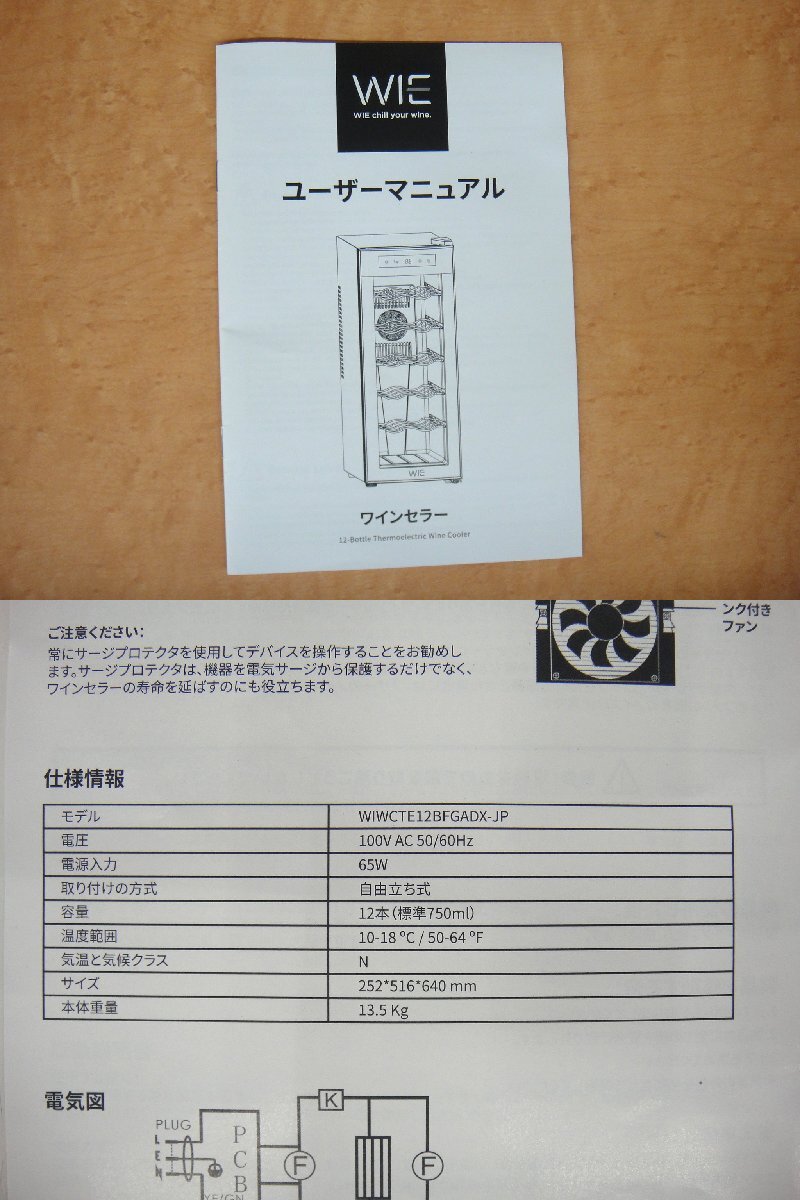 WIE
WIE chill your wine.
ユーザーマニュアル
WIE
ワインセラー
12-Bottle Thermoelectric Wine Cooler
ンク付き
ファン
ご注意ください:
常にサージプロテクタを使用してデバイスを操作することをお勧めし
ます。サージプロテクタは、機器を電気サージから保護するだけでなく、
ワインセラーの寿命を延ばすのにも役立ちます。
仕様情報
モデル WIWCTE12BFGADX-JP
電圧 100V AC 50/60Hz
電源入力 65W
取り付けの方式 自由立ち式
容量 12本(標準750ml)
温度範囲 10-18 ºC / 50-64 ºF
気温と気候クラス N
サイズ 252*516*640 mm
本体重量 13.5 Kg
電気図
K
PLUG
L
E
N
P
C
B
F
F
YE/GN